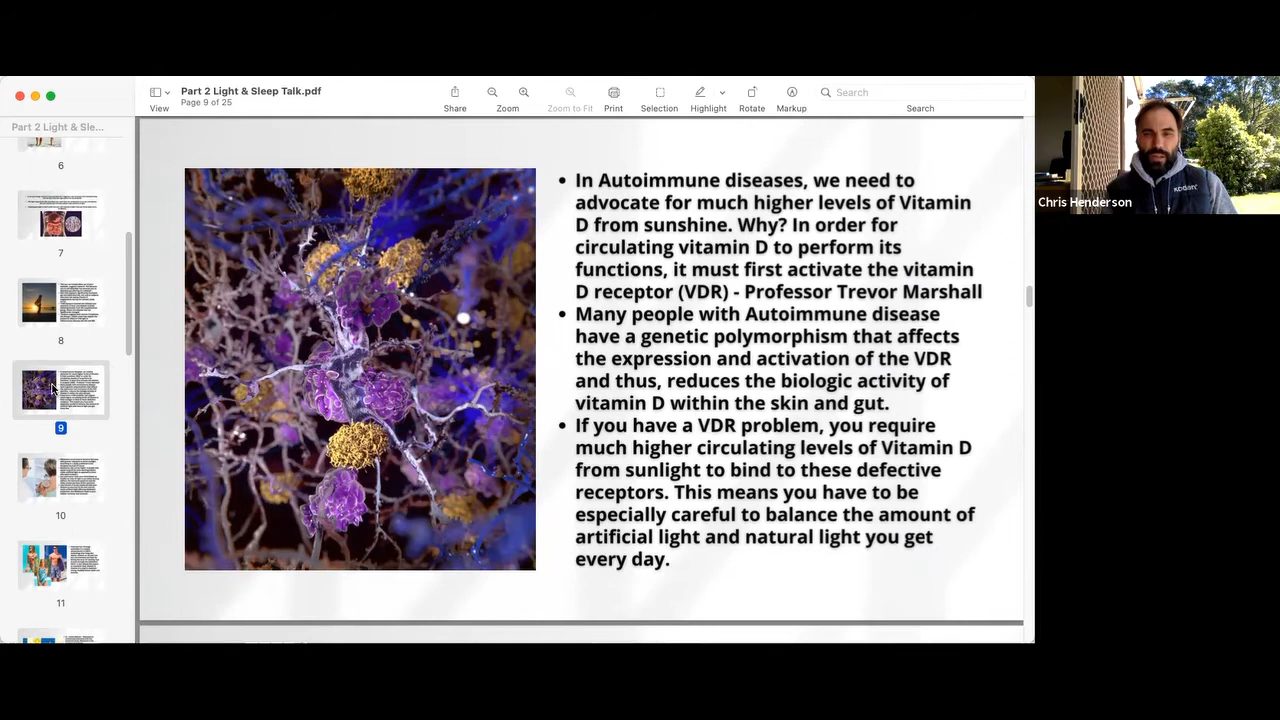 Part 2 Light & Sleep Talk.pdf
Page 9 of 25
View
Share
Zoom
Zoom to Fit
Print
Selection
Highlight
Rotate
Markup
Search
Search
Part 2 Light & Slee...
6
7
8
9
10
11
• In Autoimmune diseases, we need to
advocate for much higher levels of Vitamin
D from sunshine. Why? In order for
circulating vitamin D to perform its
functions, it must first activate the vitamin
D receptor (VDR) - Professor Trevor Marshall
• Many people with Autoimmune disease
have a genetic polymorphism that affects
the expression and activation of the VDR
and thus, reduces the biologic activity of
vitamin D within the skin and gut.
• If you have a VDR problem, you require
much higher circulating levels of Vitamin D
from sunlight to bind to these defective
receptors. This means you have to be
especially careful to balance the amount of
artificial light and natural light you get
every day.
Chris Henderson